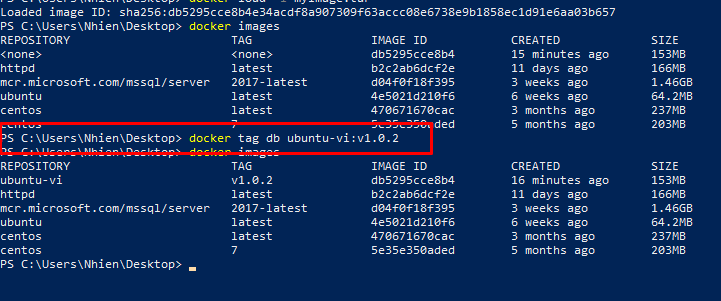 Loaded image ID: sha256:db5295cce8b4e34acdf8a907309f63accc08e6738e9b1858ec1d91e6aa03b657
PS C:\Users\Nhien\Desktop> docker images
REPOSITORY TAG IMAGE ID CREATED SIZE
<none> <none> db5295cce8b4 15 minutes ago 153MB
httpd latest b2c2ab6dcf2e 11 days ago 166MB
mcr.microsoft.com/mssql/server 2017-latest d04f0f18f395 3 weeks ago 1.46GB
ubuntu latest 4e5021d210f6 6 weeks ago 64.2MB
centos latest 470671670cac 3 months ago 237MB
centos 7 5e35e350aded 5 months ago 203MB
PS C:\Users\Nhien\Desktop> docker tag db ubuntu-vi:v1.0.2
PS C:\Users\Nhien\Desktop> docker images
REPOSITORY TAG IMAGE ID CREATED SIZE
ubuntu-vi v1.0.2 db5295cce8b4 16 minutes ago 153MB
httpd latest b2c2ab6dcf2e 11 days ago 166MB
mcr.microsoft.com/mssql/server 2017-latest d04f0f18f395 3 weeks ago 1.46GB
ubuntu latest 4e5021d210f6 6 weeks ago 64.2MB
centos latest 470671670cac 3 months ago 237MB
centos 7 5e35e350aded 5 months ago 203MB
PS C:\Users\Nhien\Desktop>